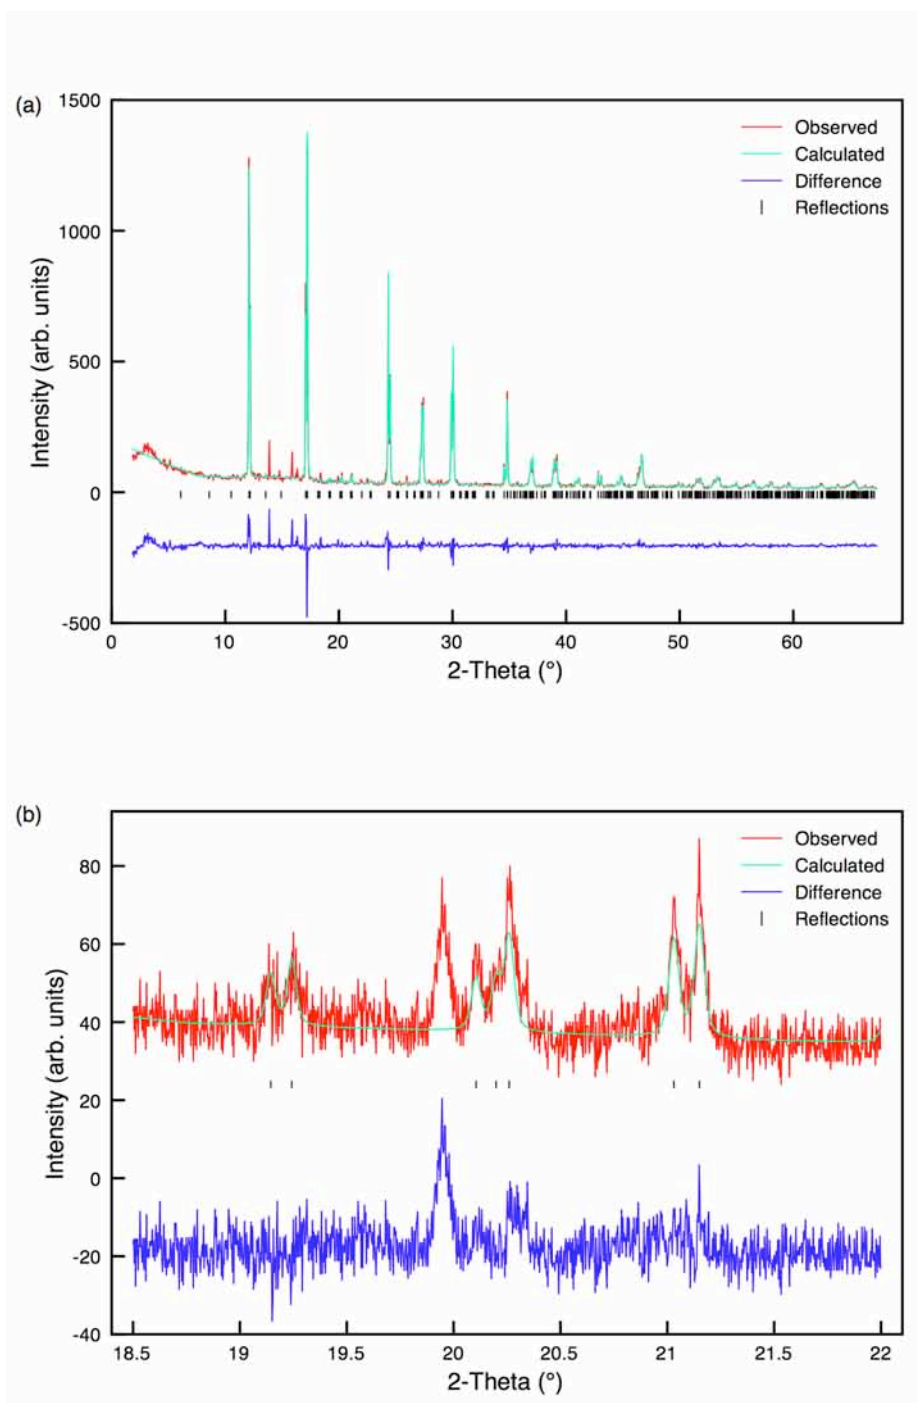 (a)
1500
1000
500
0
-500
Intensity (arb. units)
Observed
Calculated
Difference
Reflections
0 10 20 30 40 50 60
2-Theta (°)
(b)
80
60
40
20
0
-20
-40
Intensity (arb. units)
Observed
Calculated
Difference
Reflections
18.5 19 19.5 20 20.5 21 21.5 22
2-Theta (°)